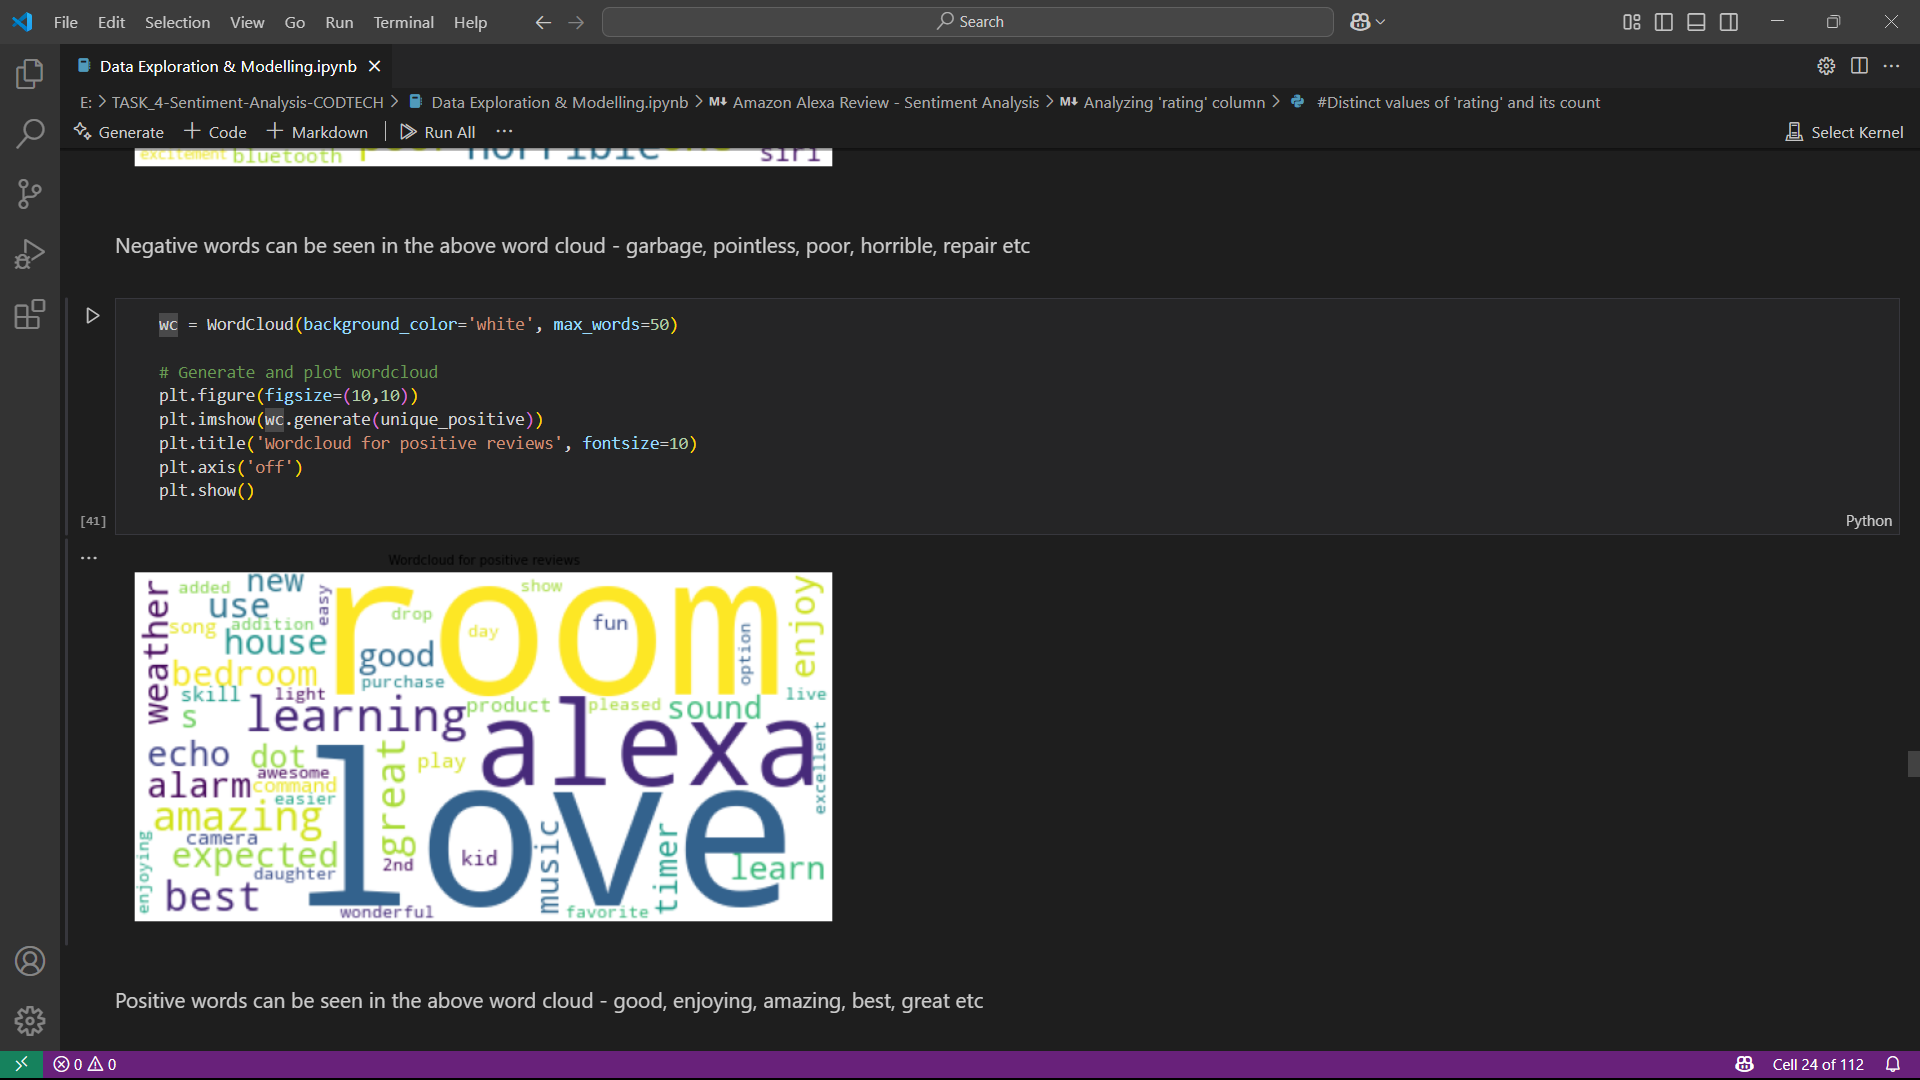 File Edit Selection View Go Run Terminal Help
Search
Data Exploration & Modelling.ipynb
E: > TASK_4-Sentiment-Analysis-CODTECH > Data Exploration & Modelling.ipynb > M↓ Amazon Alexa Review - Sentiment Analysis > M↓ Analyzing 'rating' column > #Distinct values of 'rating' and its count
Generate + Code + Markdown Run All ...
Select Kernel
excitement bluetooth poor horrible siri
Negative words can be seen in the above word cloud - garbage, pointless, poor, horrible, repair etc
wc = WordCloud(background_color='white', max_words=50)
# Generate and plot wordcloud
plt.figure(figsize=(10,10))
plt.imshow(wc.generate(unique_positive))
plt.title('Wordcloud for positive reviews', fontsize=10)
plt.axis('off')
plt.show()
[41]
Python
Wordcloud for positive reviews
weather
added
new
easy
room
show
enjoy
use
drop
fun
song
addition
day
option
house
good
bedroom
purchase
skill
light
live
s
learning
product
pleased
sound
alexa
excellent
echo
dot
great
play
awesome
alarm
command
easier
love
amazing
camera
music
timer
enjoying
expected
2nd
kid
learn
daughter
best
wonderful
favorite
Positive words can be seen in the above word cloud - good, enjoying, amazing, best, great etc
0 0
Cell 24 of 112